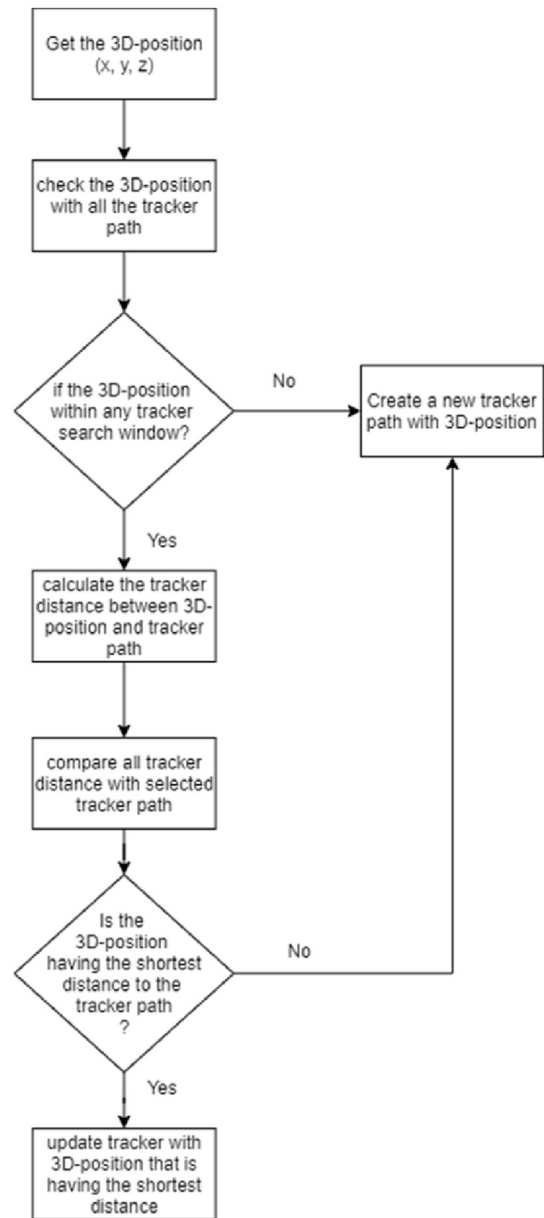 Get the 3D-position
(x, y, z)
check the 3D-position
with all the tracker
path
if the 3D-position
within any tracker
search window?
No
Create a new tracker
path with 3D-position
Yes
calculate the tracker
distance between 3D-
position and tracker
path
compare all tracker
distance with selected
tracker path
Is the
3D-position
having the shortest
distance to the
tracker path
?
No
Yes
update tracker with
3D-position that is
having the shortest
distance